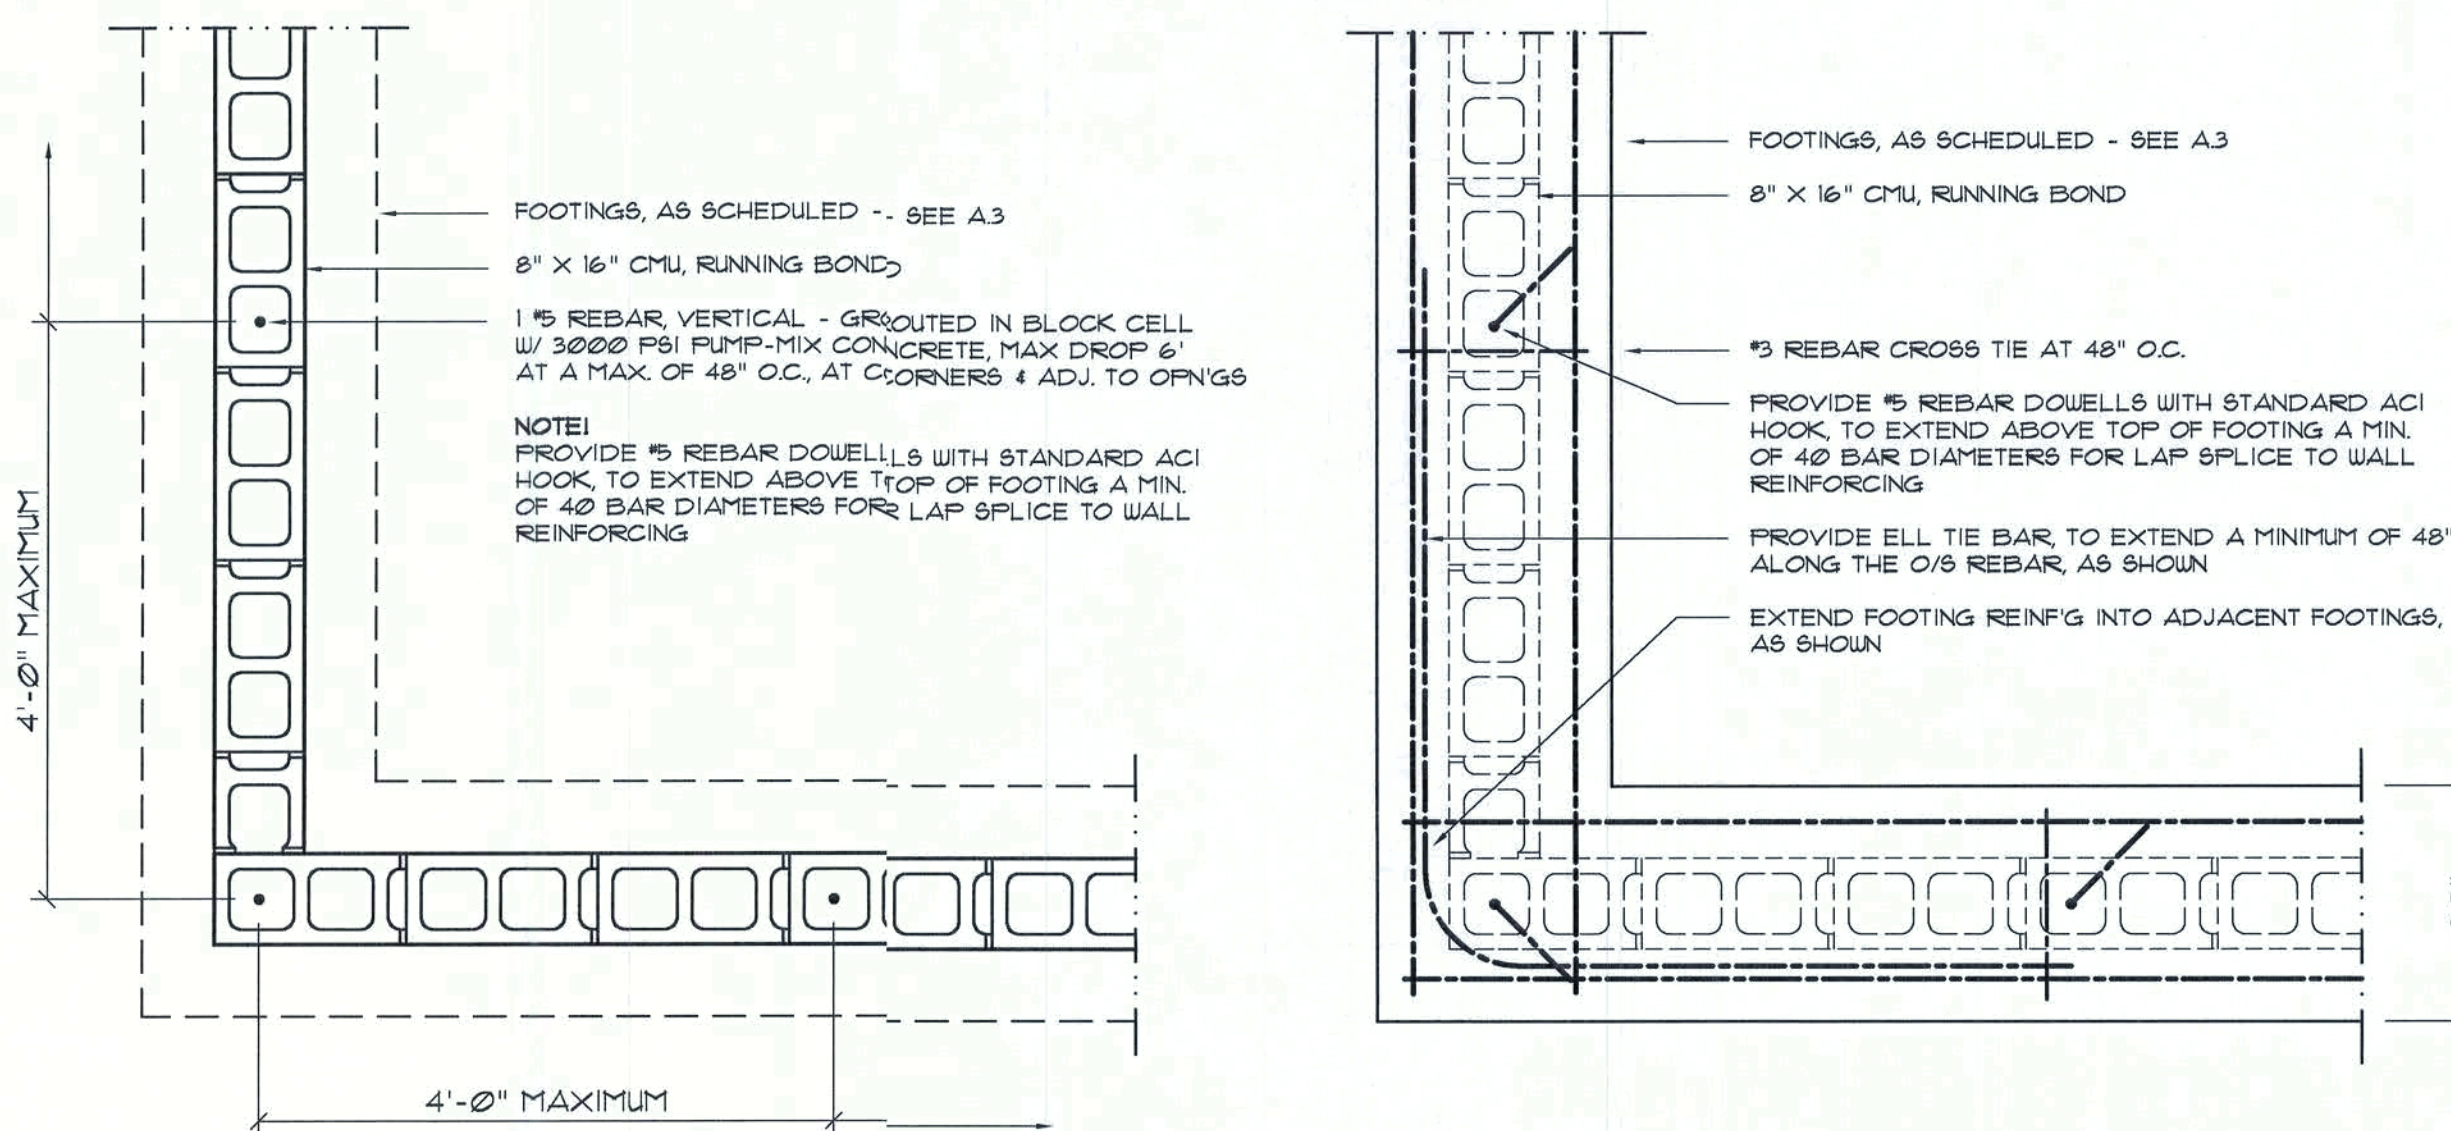 FOOTINGS, AS SCHEDULED - SEE A.3
8" X 16" CMU, RUNNING BOND
1 #5 REBAR, VERTICAL - GROUTED IN BLOCK CELL
W/ 3000 PSI PUMP-MIX CONCRETE, MAX DROP 6'
AT A MAX. OF 48" O.C., AT CORNERS & ADJ. TO OPN'GS
NOTE!
PROVIDE #5 REBAR DOWELLS WITH STANDARD ACI
HOOK, TO EXTEND ABOVE TOP OF FOOTING A MIN.
OF 40 BAR DIAMETERS FOR LAP SPLICE TO WALL
REINFORCING
4'-0" MAXIMUM
4'-0" MAXIMUM
FOOTINGS, AS SCHEDULED - SEE A.3
8" X 16" CMU, RUNNING BOND
#3 REBAR CROSS TIE AT 48" O.C.
PROVIDE #5 REBAR DOWELLS WITH STANDARD ACI
HOOK, TO EXTEND ABOVE TOP OF FOOTING A MIN.
OF 40 BAR DIAMETERS FOR LAP SPLICE TO WALL
REINFORCING
PROVIDE ELL TIE BAR, TO EXTEND A MINIMUM OF 48"
ALONG THE O/S REBAR, AS SHOWN
EXTEND FOOTING REINF'G INTO ADJACENT FOOTINGS,
AS SHOWN